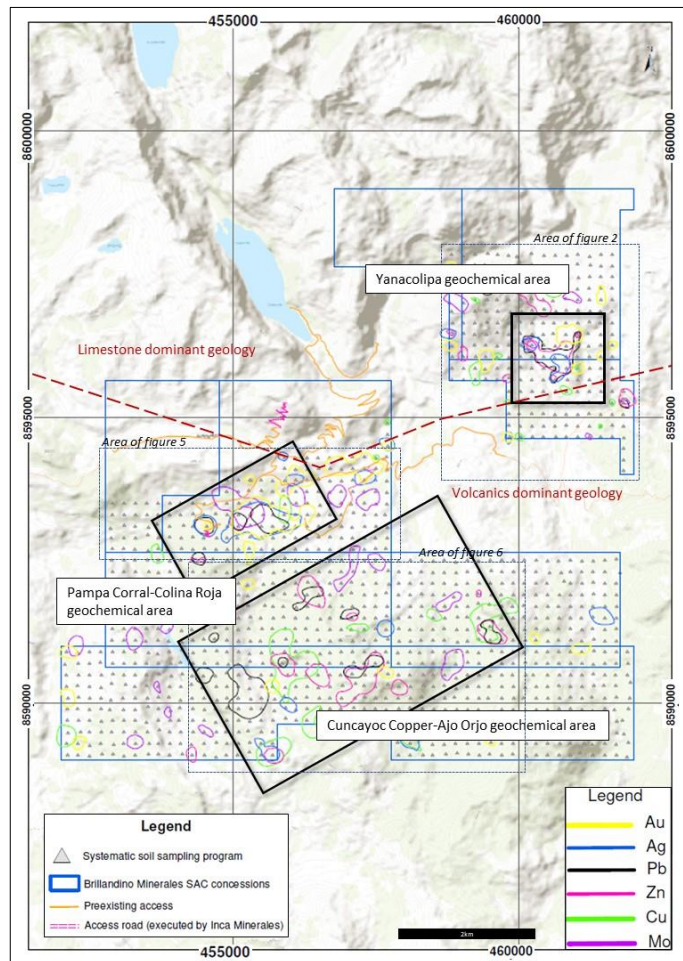 455000
460000
8600000
8600000
Area of figure 2
Yanacolipa geochemical area
Limestone dominant geology
8595000
8595000
Area of figure 5
Volcanics dominant geology
Area of figure 6
Pampa Corral-Colina Roja
geochemical area
8590000
8590000
Cuncayoc Copper-Ajo Orjo geochemical area
Legend
Systematic soil sampling program
Brillandino Minerales SAC concessions
Preexisting access
Access road (executed by Inca Minerales)
Legend
Au
Ag
Pb
Zn
Cu
Mo
2km
455000
460000